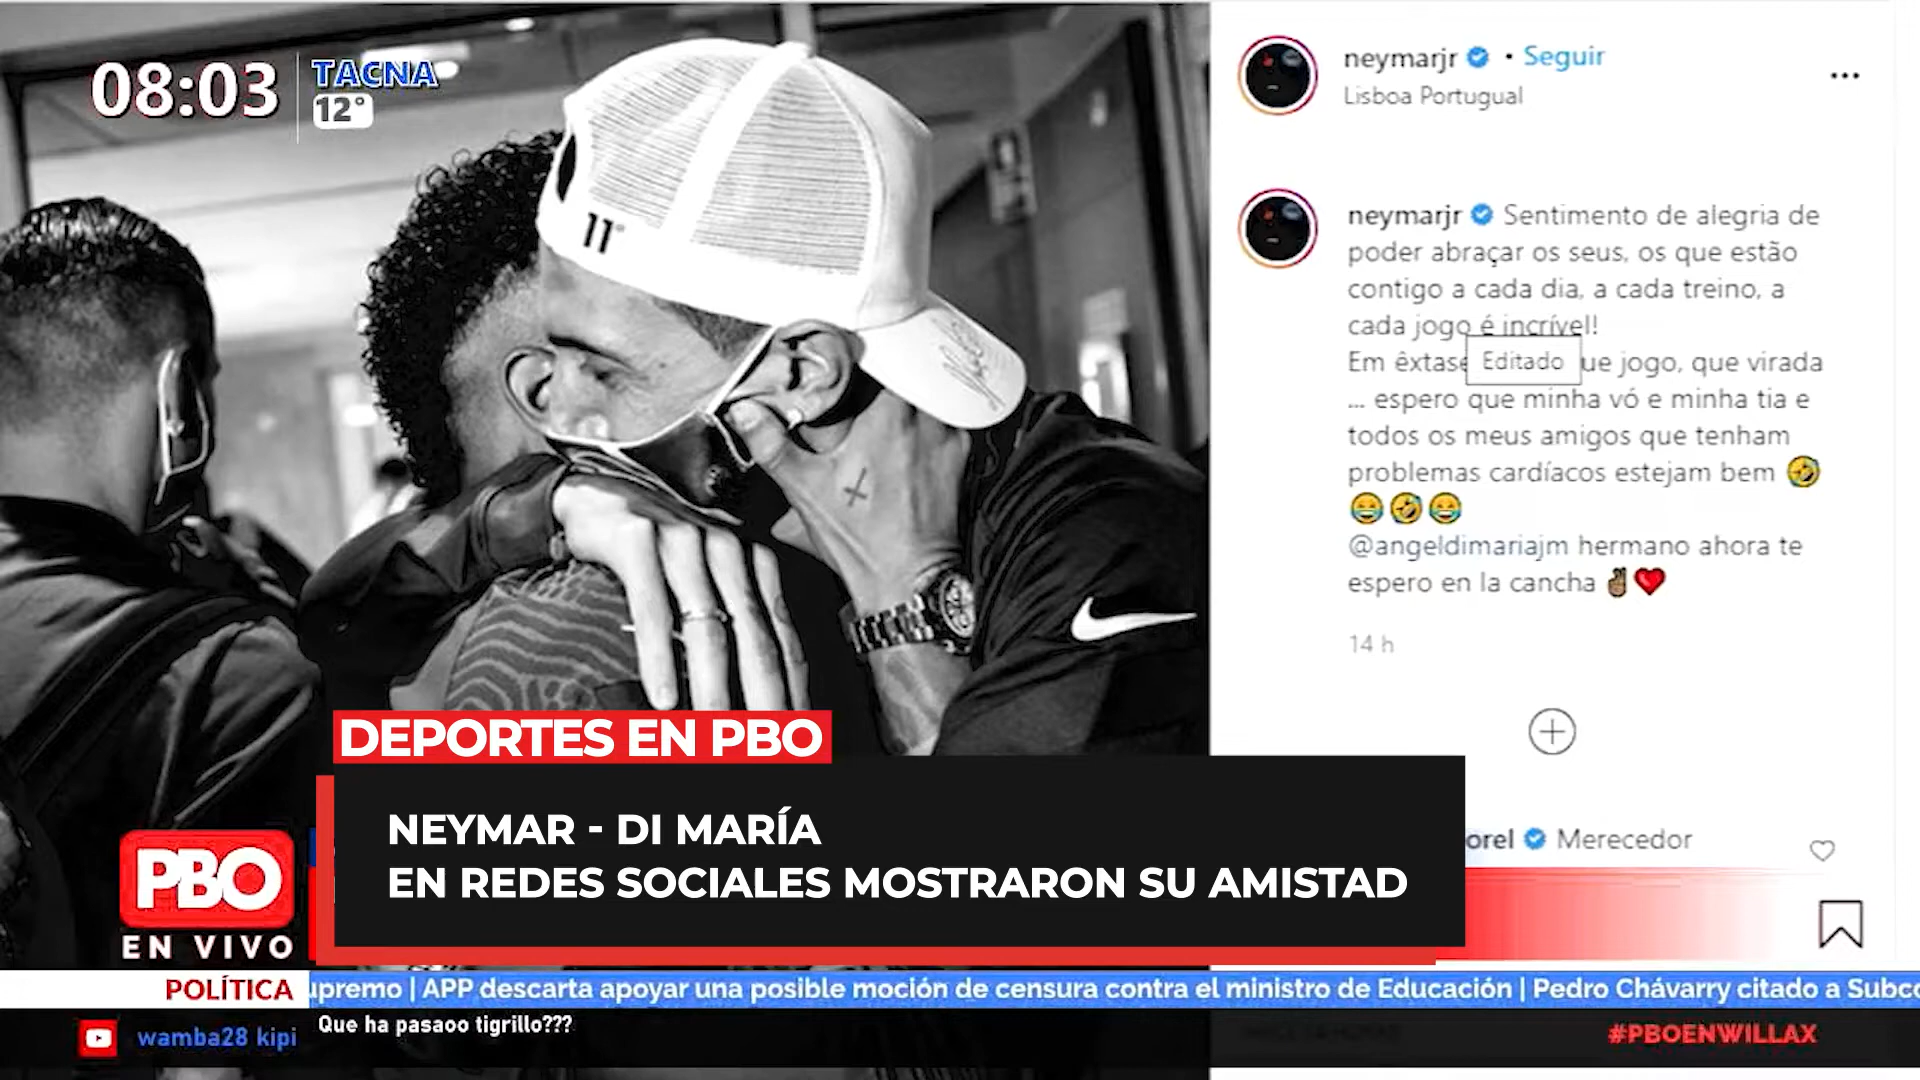 08:03
TACNA
12°
11
neymarjr • Seguir
Lisboa Portugual
neymarjr Sentimento de alegria de
poder abraçar os seus, os que estão
contigo a cada dia, a cada treino, a
cada jogo é incrível!
Em êxtase Editado ue jogo, que virada
... espero que minha vó e minha tia e
todos os meus amigos que tenham
problemas cardíacos estejam bem 🤣
😂🤣😂
@angeldimariajm hermano ahora te
espero en la cancha ✌🏾❤️
14 h
orel Merecedor
DEPORTES EN PBO
NEYMAR - DI MARÍA
EN REDES SOCIALES MOSTRARON SU AMISTAD
PBO
EN VIVO
POLÍTICA
upremo | APP descarta apoyar una posible moción de censura contra el ministro de Educación | Pedro Chávarry citado a Subco
wamba28 kipi
Que ha pasaoo tigrillo???
#PBOENWILLAX